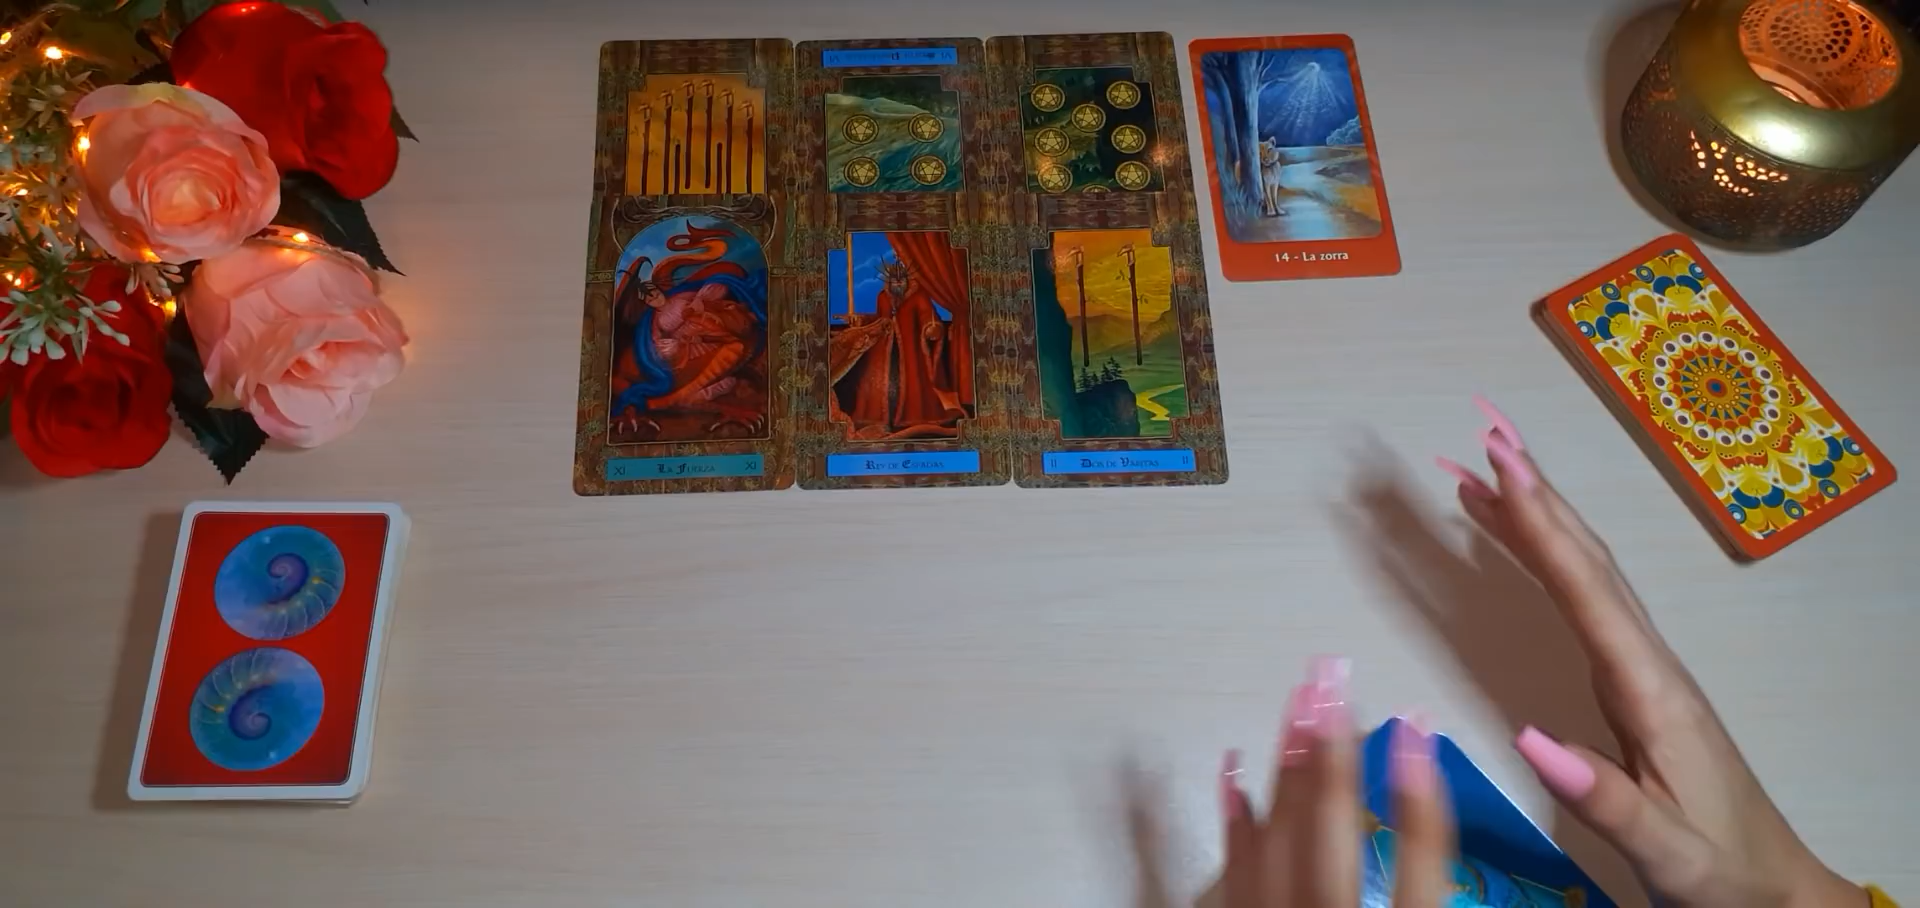 14 - La zorra
XI La Fuerza XI
Rey de Espadas
II Dos de Varitas II